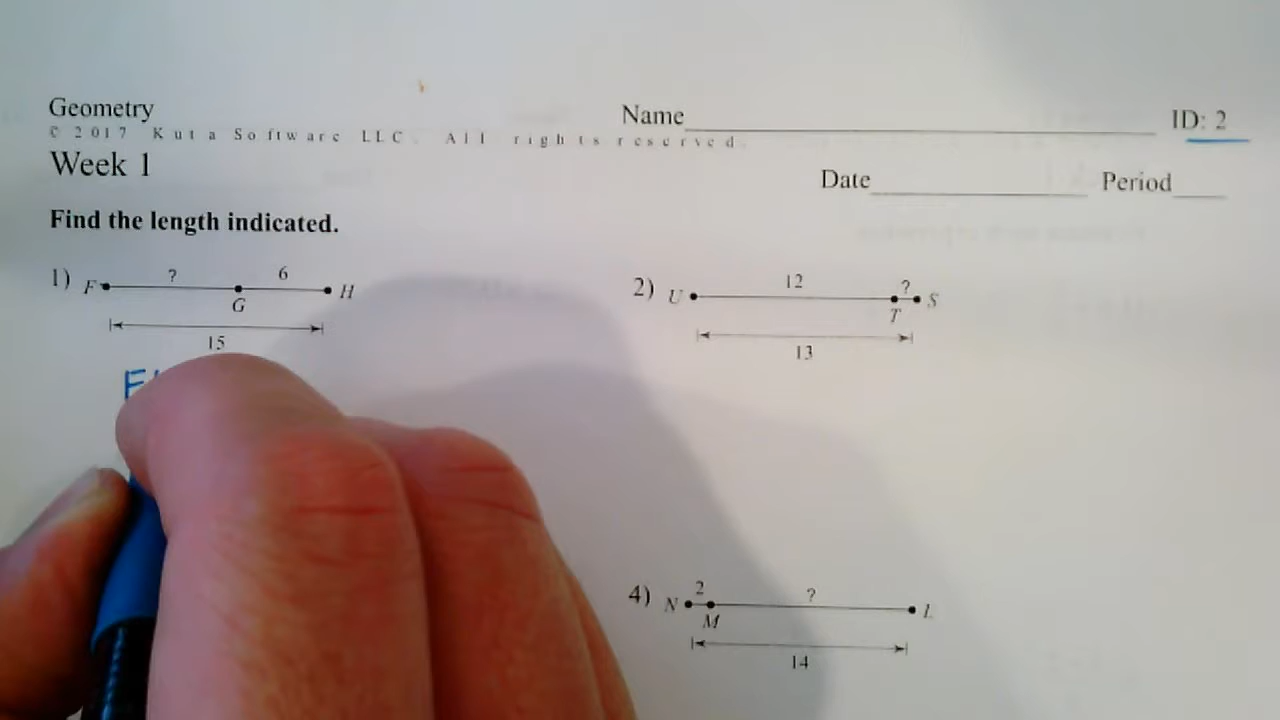 Geometry
Name ID: 2
© 2017 Kuta Software LLC. All rights reserved.
Week 1
Date Period
Find the length indicated.
1) F ? G 6 H
15
2) U 12 T ? S
13
4) N 2 M ? L
14